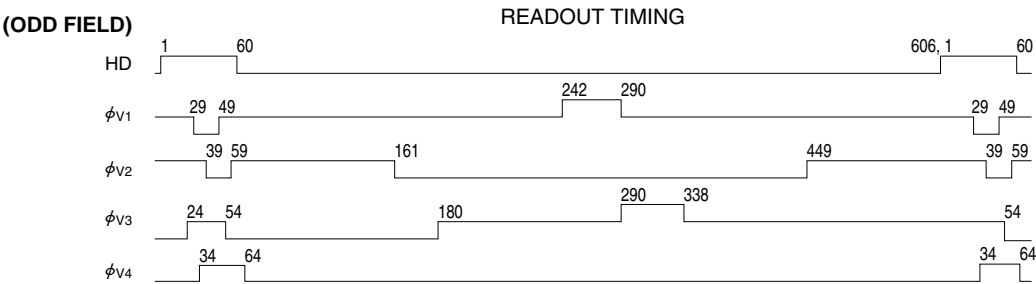 READOUT TIMING
(ODD FIELD)
HD 1 60 606, 1 60
ϕV1 29 49 242 290 29 49
ϕV2 39 59 161 449 39 59
ϕV3 24 54 180 290 338 54
ϕV4 34 64 34 64